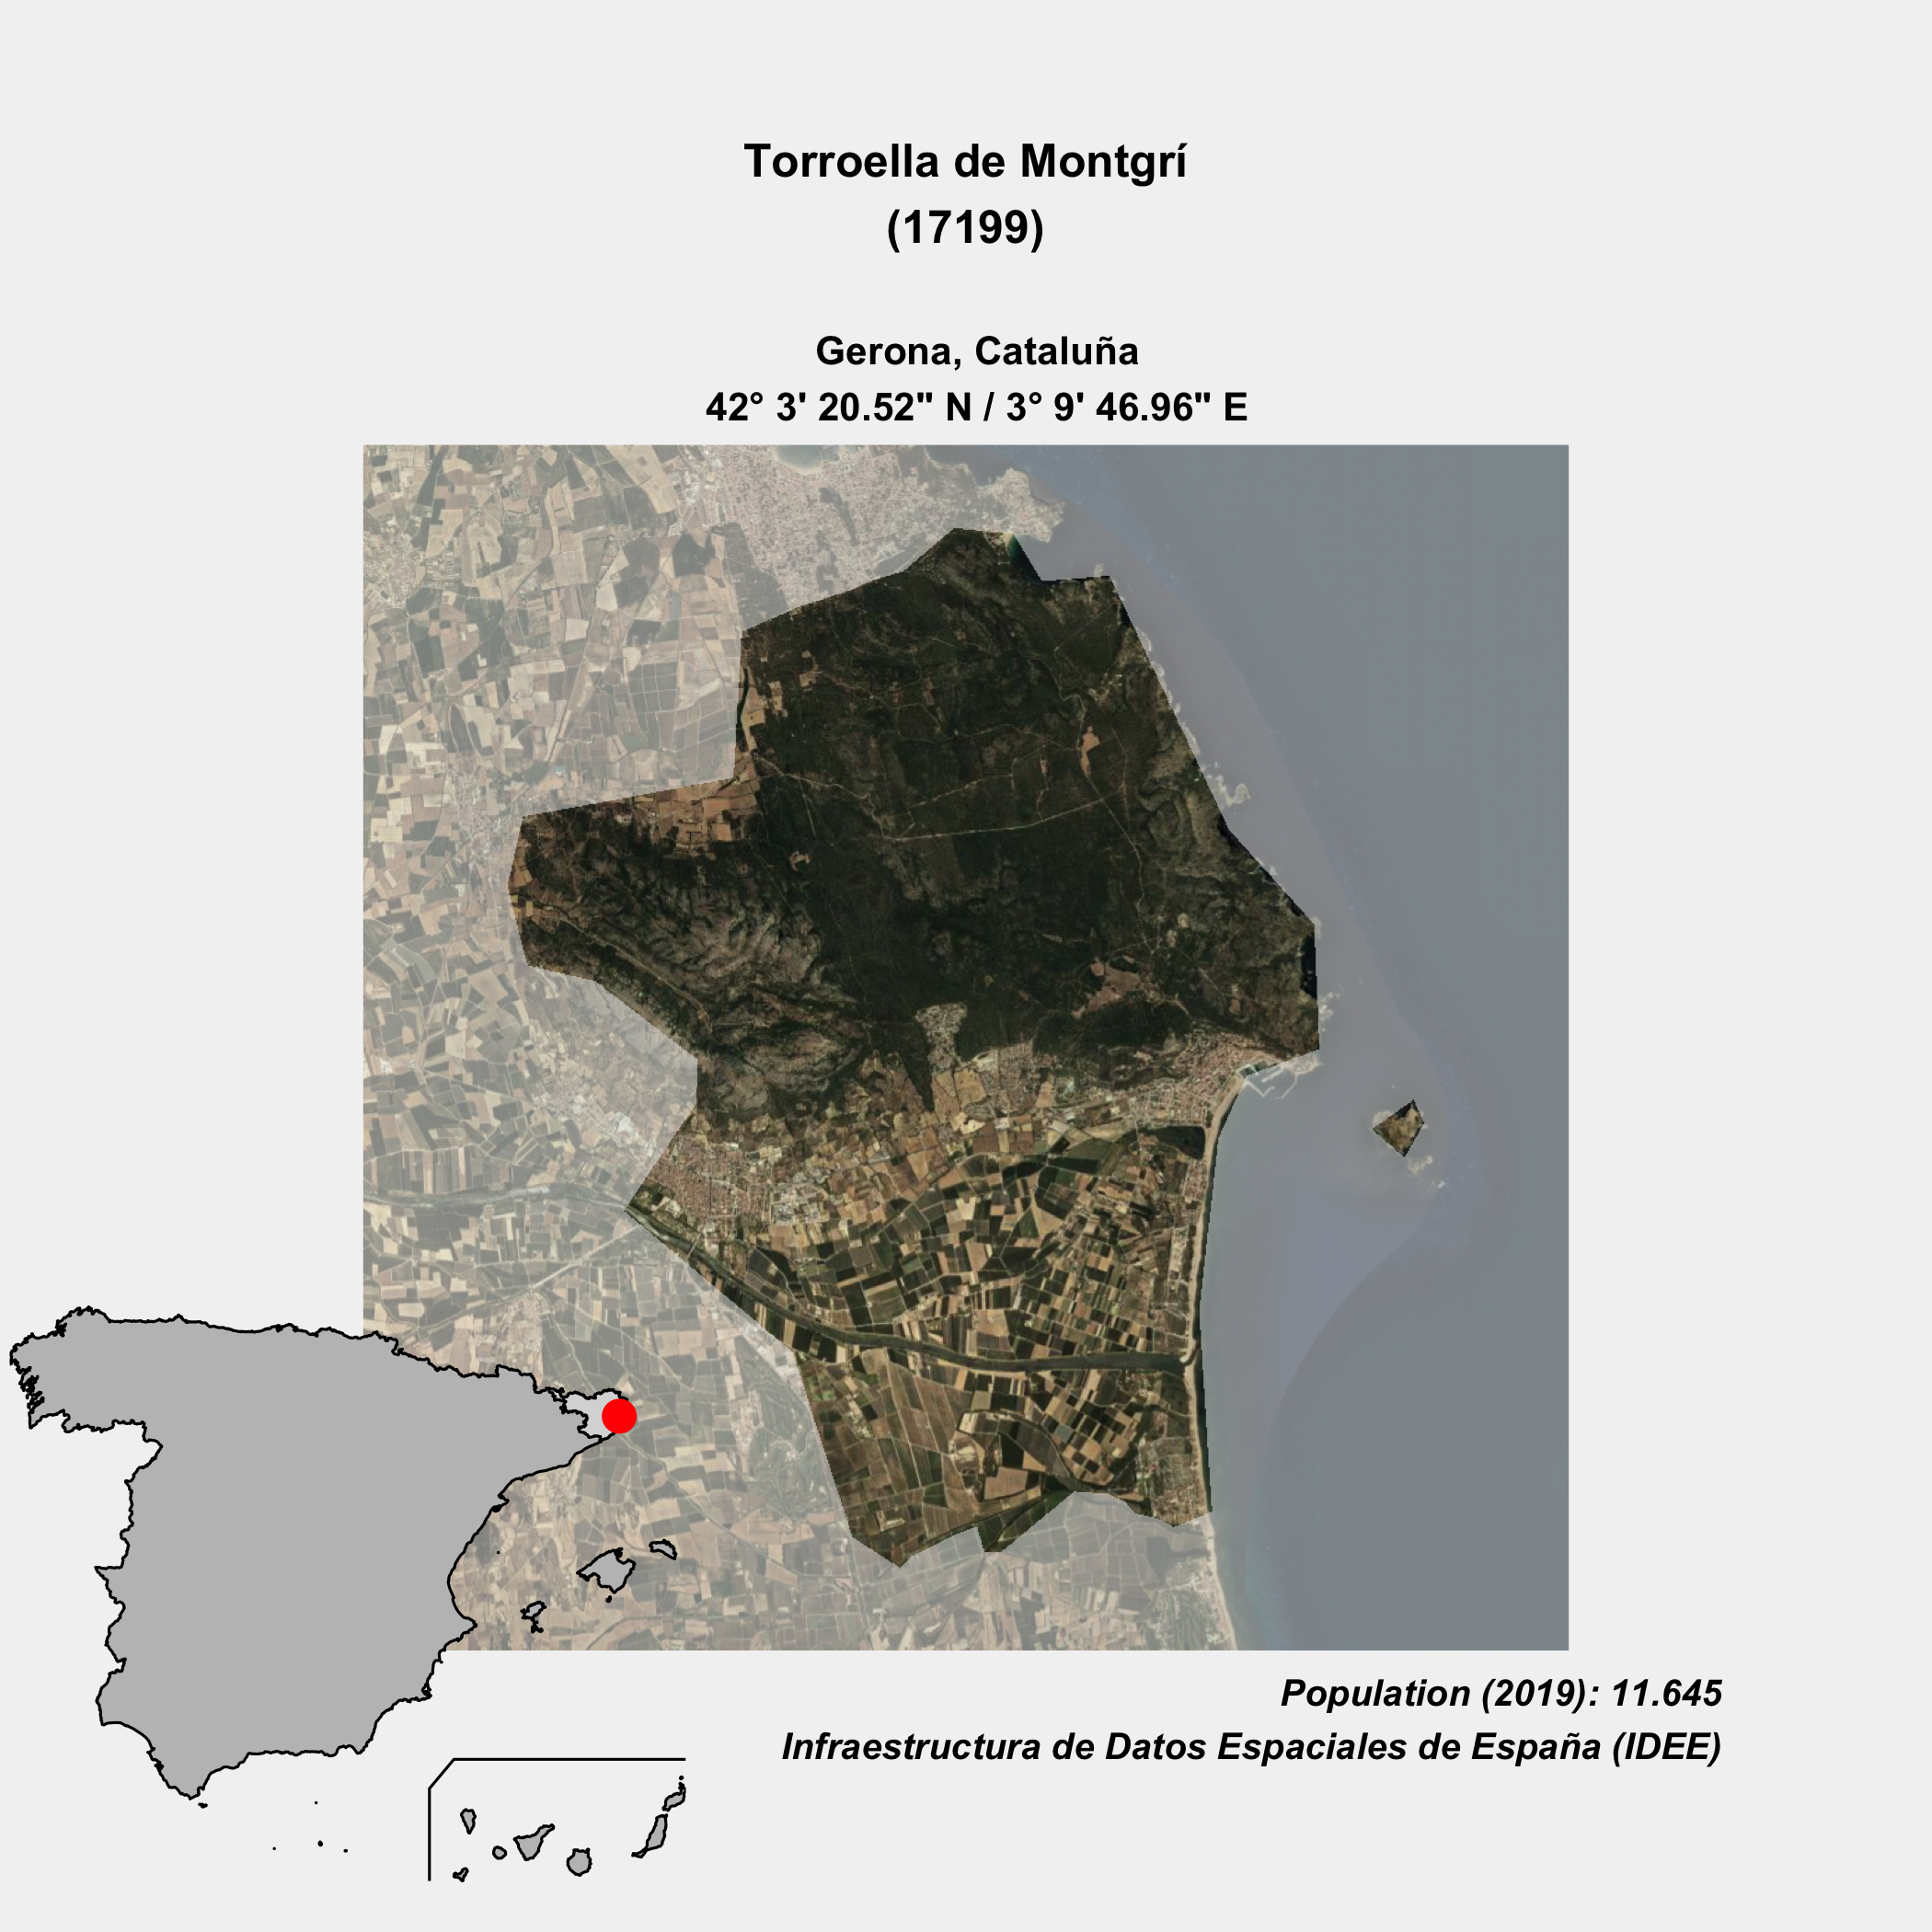 Torroella de Montgrí
(17199)
Gerona, Cataluña
42° 3' 20.52" N / 3° 9' 46.96" E
Population (2019): 11.645
Infraestructura de Datos Espaciales de España (IDEE)